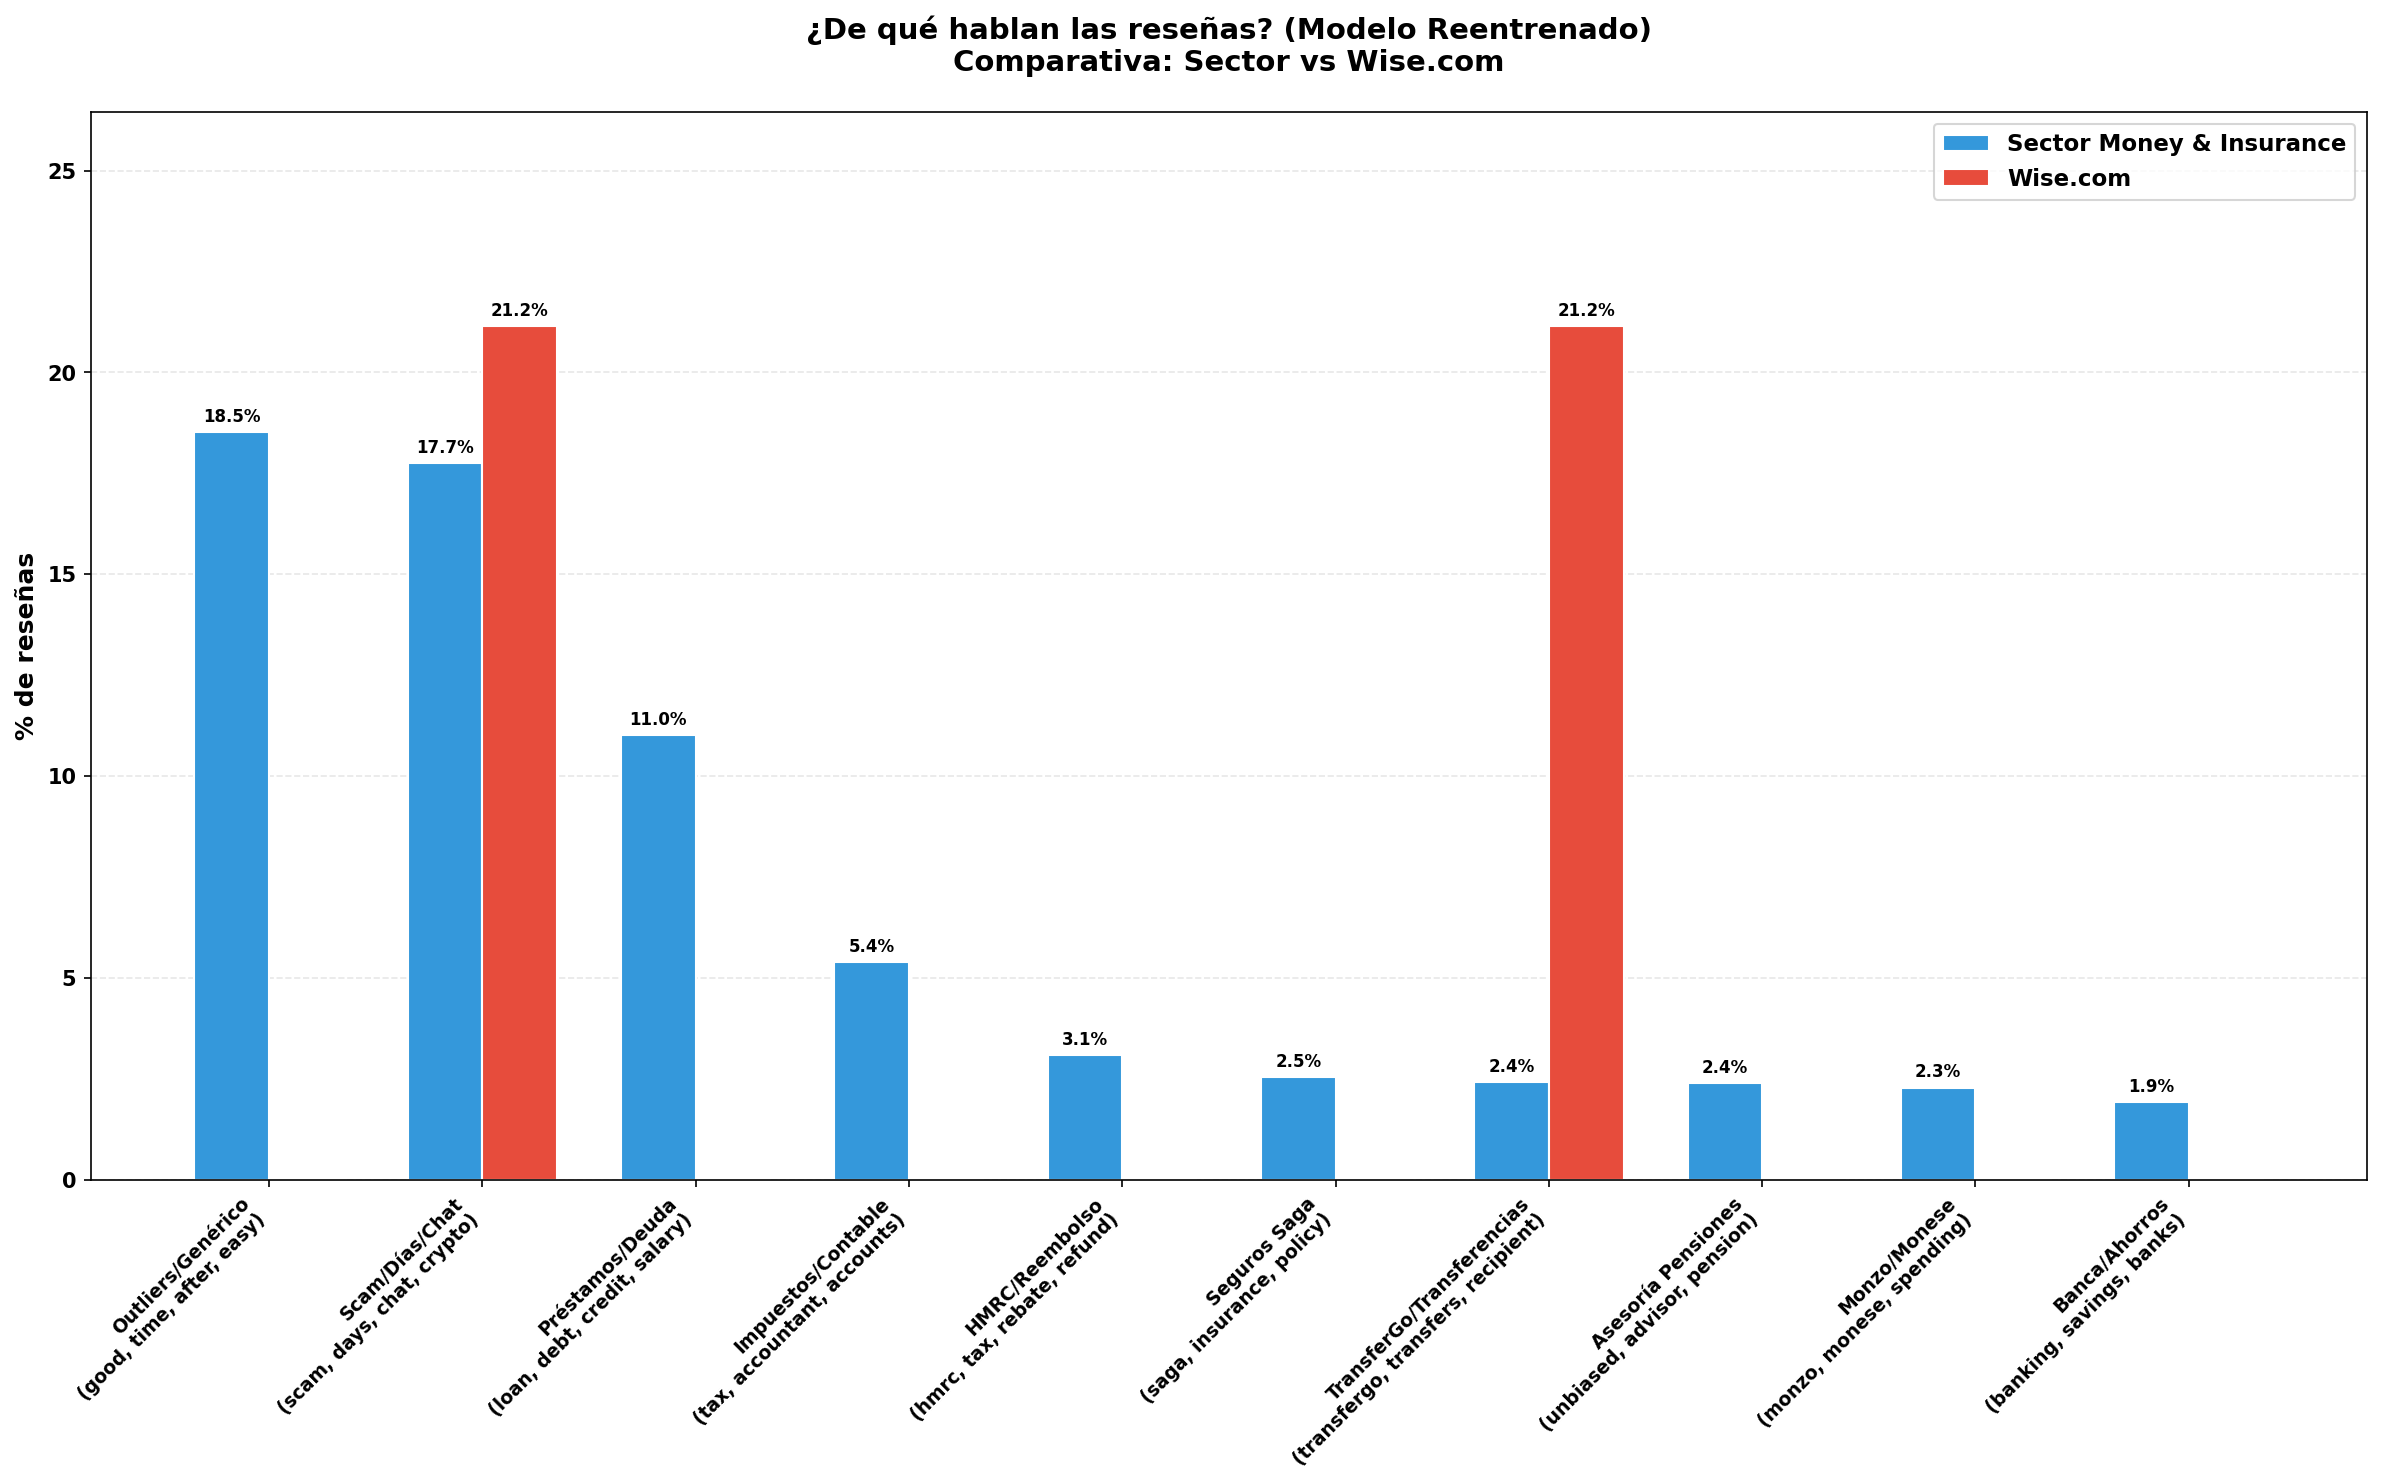 ¿De qué hablan las reseñas? (Modelo Reentrenado)
Comparativa: Sector vs Wise.com
Sector Money & Insurance
Wise.com
% de reseñas
25
20
15
10
5
0
18.5%
17.7%
21.2%
11.0%
5.4%
3.1%
2.5%
2.4%
21.2%
2.4%
2.3%
1.9%
Outliers/Genérico
(good, time, after, easy)
Scam/Días/Chat
(scam, days, chat, crypto)
Préstamos/Deuda
(loan, debt, credit, salary)
Impuestos/Contable
(tax, accountant, accounts)
HMRC/Reembolso
(hmrc, tax, rebate, refund)
Seguros Saga
(saga, insurance, policy)
TransferGo/Transferencias
(transfergo, transfers, recipient)
Asesoría Pensiones
(unbiased, advisor, pension)
Monzo/Monese
(monzo, monese, spending)
Banca/Ahorros
(banking, savings, banks)